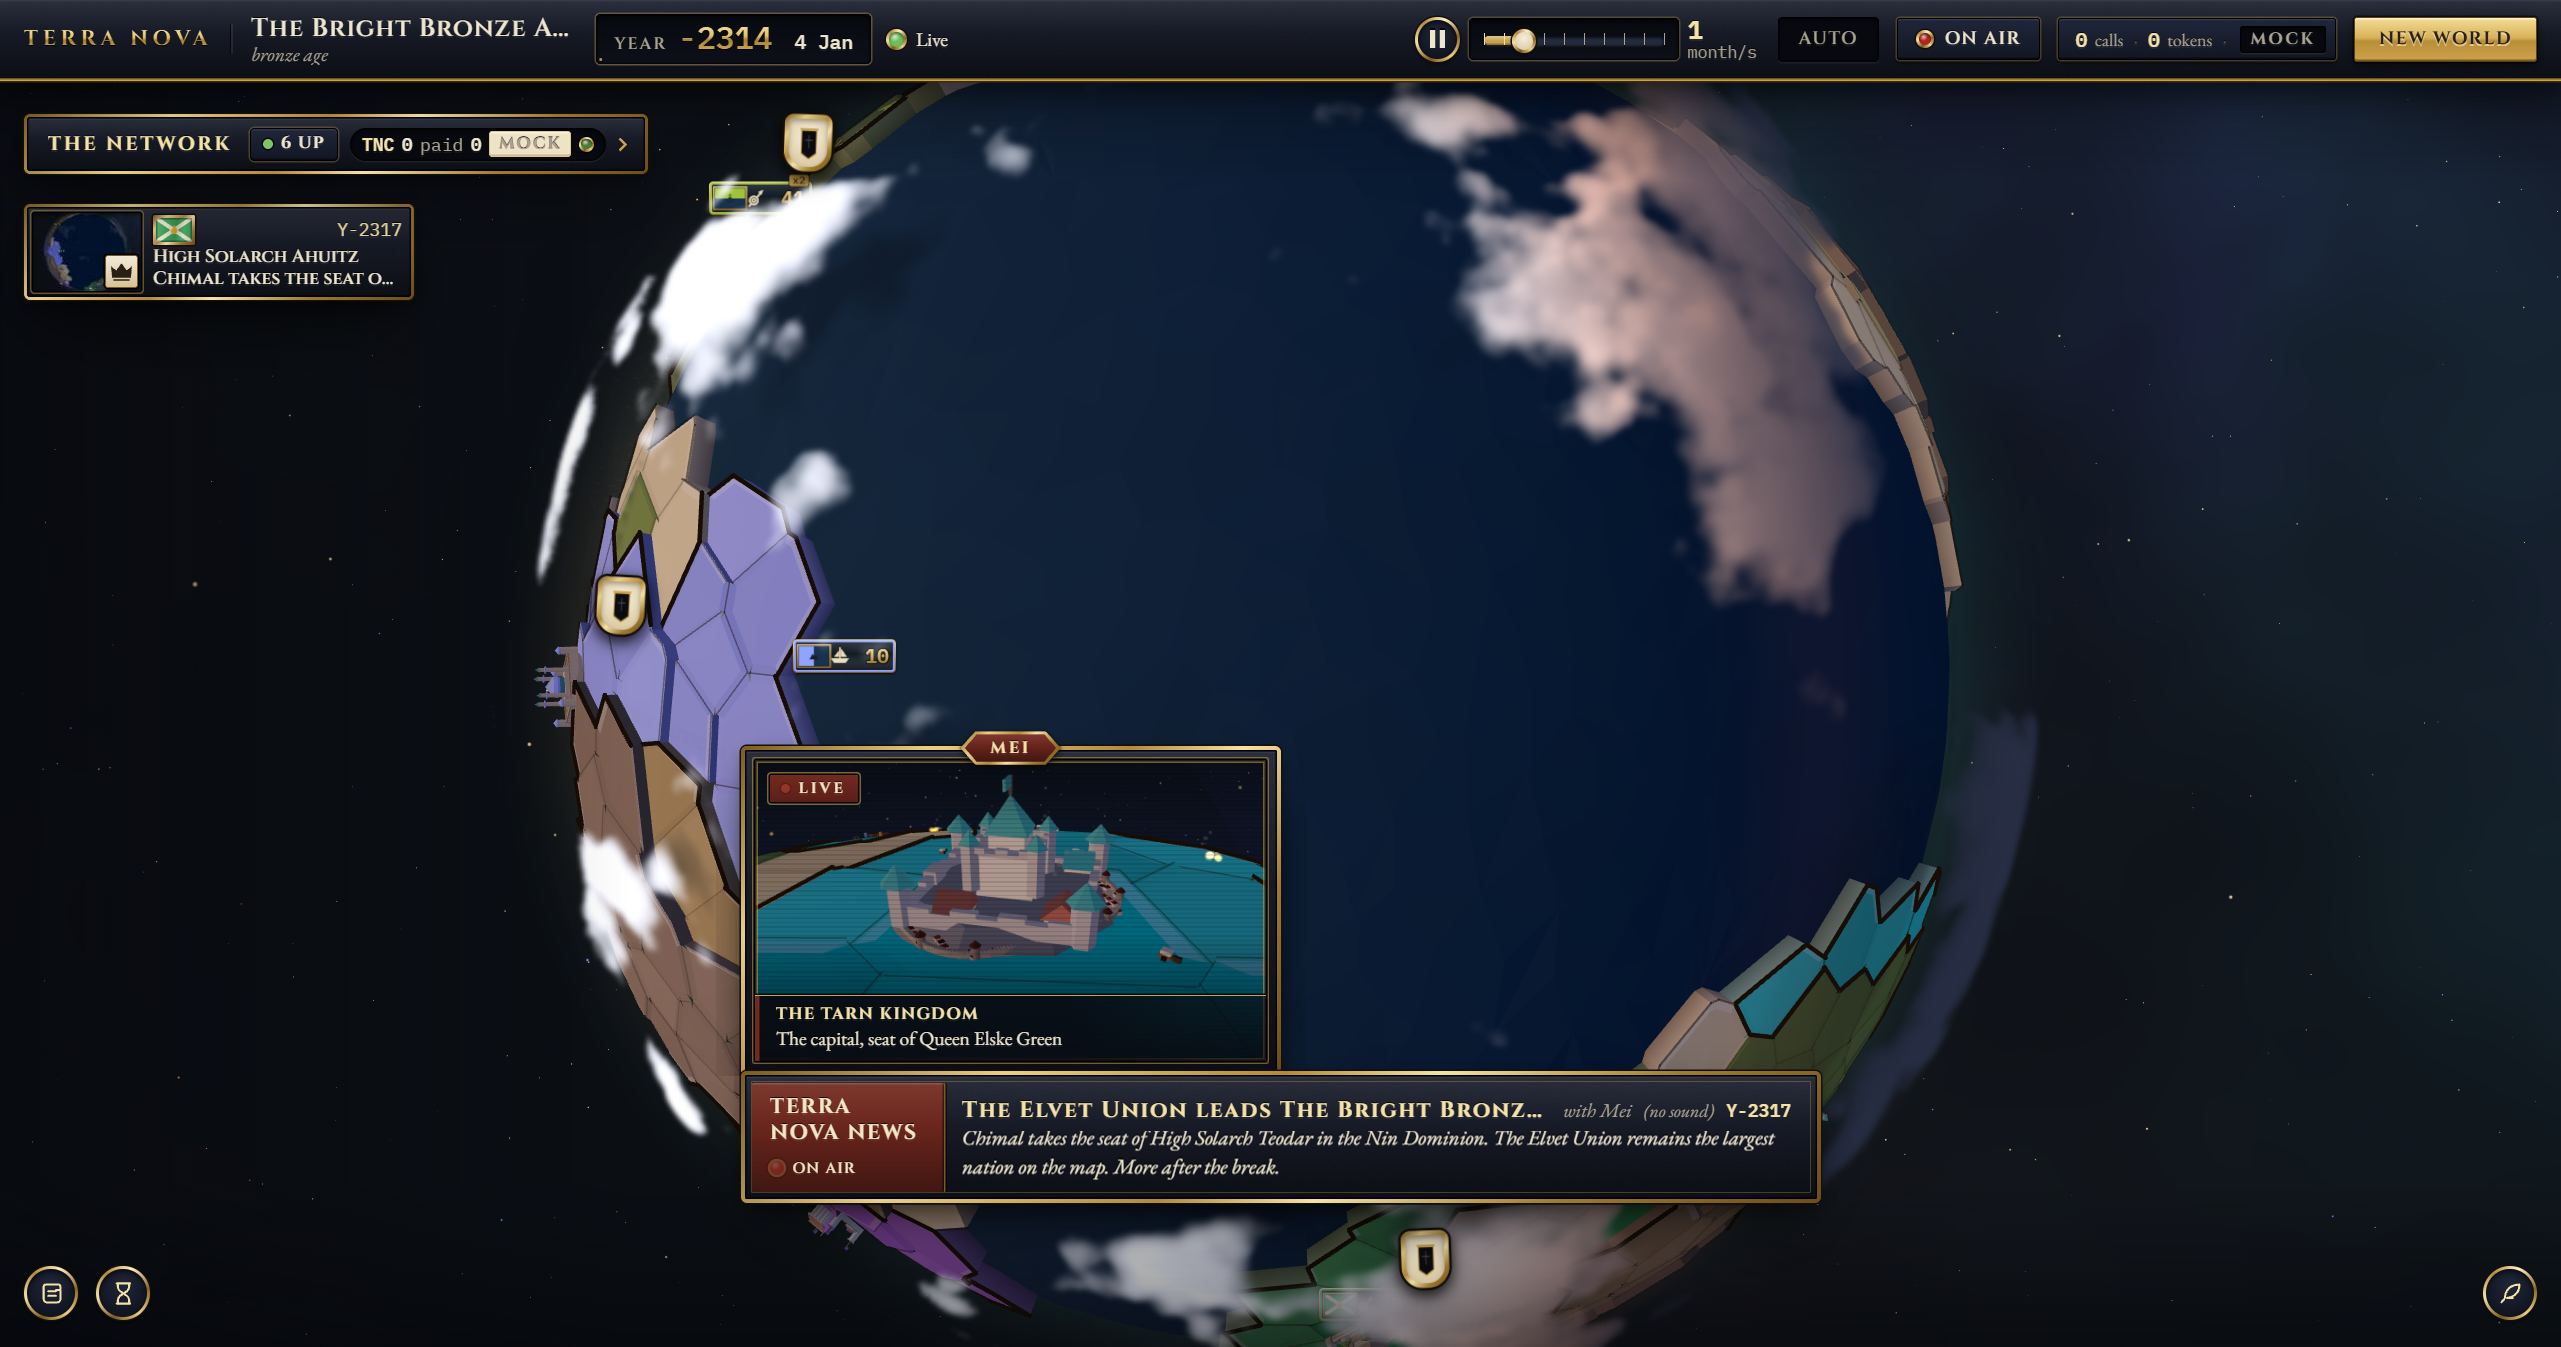 TERRA NOVA
THE BRIGHT BRONZE A...
bronze age
YEAR -2314 4 Jan
Live
1
month/s
AUTO
ON AIR
0 calls · 0 tokens · MOCK
NEW WORLD
THE NETWORK
6 UP
TNC 0 paid 0 MOCK
Y-2317
HIGH SOLARCH AHUITZ
CHIMAL TAKES THE SEAT O...
x2
10
MEI
LIVE
THE TARN KINGDOM
The capital, seat of Queen Elske Green
TERRA
NOVA NEWS
ON AIR
THE ELVET UNION LEADS THE BRIGHT BRONZ... with Mei (no sound) Y-2317
Chimal takes the seat of High Solarch Teodar in the Nin Dominion. The Elvet Union remains the largest
nation on the map. More after the break.